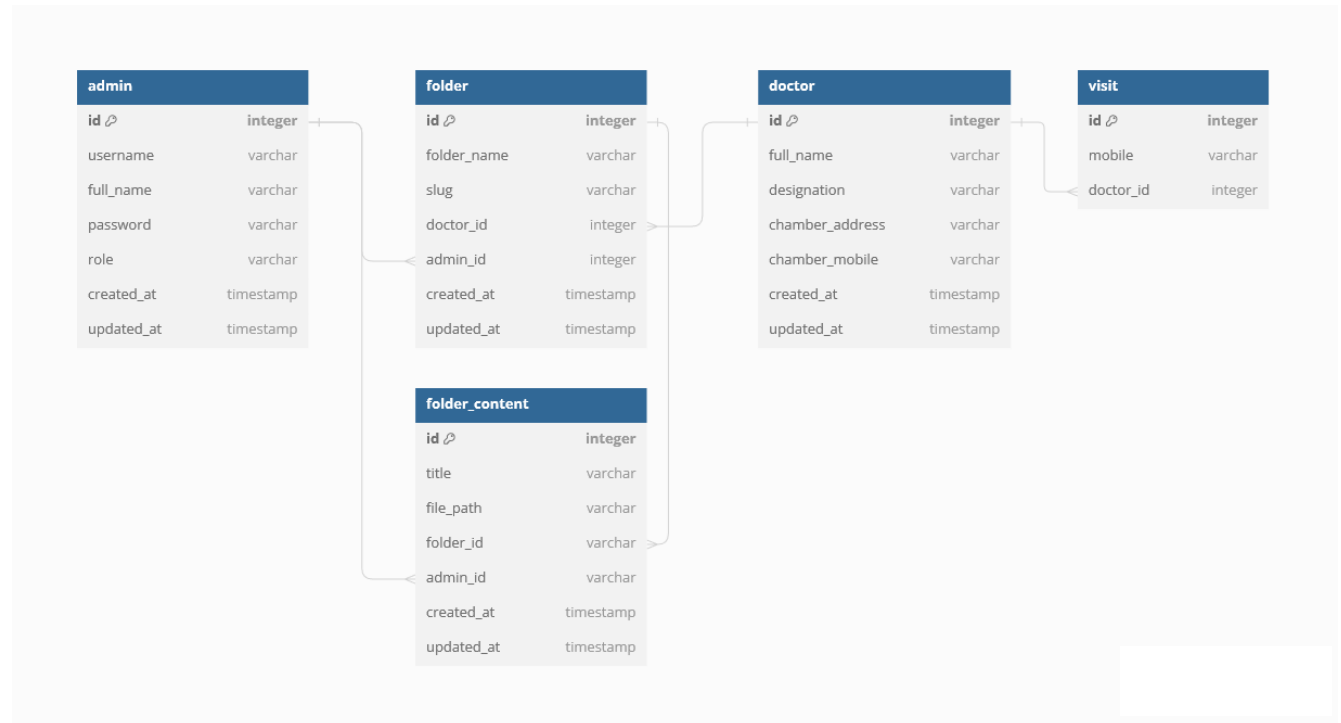 admin
id integer
username varchar
full_name varchar
password varchar
role varchar
created_at timestamp
updated_at timestamp
folder
id integer
folder_name varchar
slug varchar
doctor_id integer
admin_id integer
created_at timestamp
updated_at timestamp
doctor
id integer
full_name varchar
designation varchar
chamber_address varchar
chamber_mobile varchar
created_at timestamp
updated_at timestamp
visit
id integer
mobile varchar
doctor_id integer
folder_content
id integer
title varchar
file_path varchar
folder_id varchar
admin_id varchar
created_at timestamp
updated_at timestamp